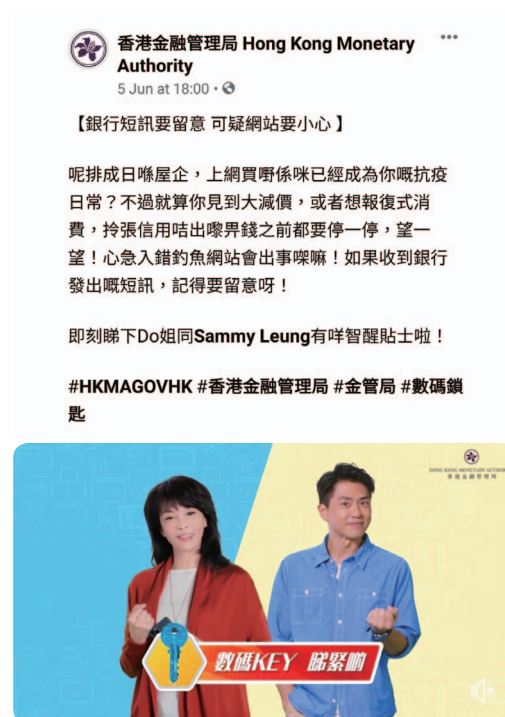 香港金融管理局 Hong Kong Monetary
Authority
5 Jun at 18:00
【銀行短訊要留意 可疑網站要小心 】
呢排成日喺屋企，上網買嘢係咪已經成為你嘅抗疫
日常？不過就算你見到大減價，或者想報復式消
費，拎張信用咭出嚟畀錢之前都要停一停，望一
望！心急入錯釣魚網站會出事㗎嘛！如果收到銀行
發出嘅短訊，記得要留意呀！
即刻睇下Do姐同Sammy Leung有咩智醒貼士啦！
#HKMAGOVHK #香港金融管理局 #金管局 #數碼鎖
匙
HONG KONG MONETARY AUTHOR
香港金融管理局
數碼KEY 睇緊啲